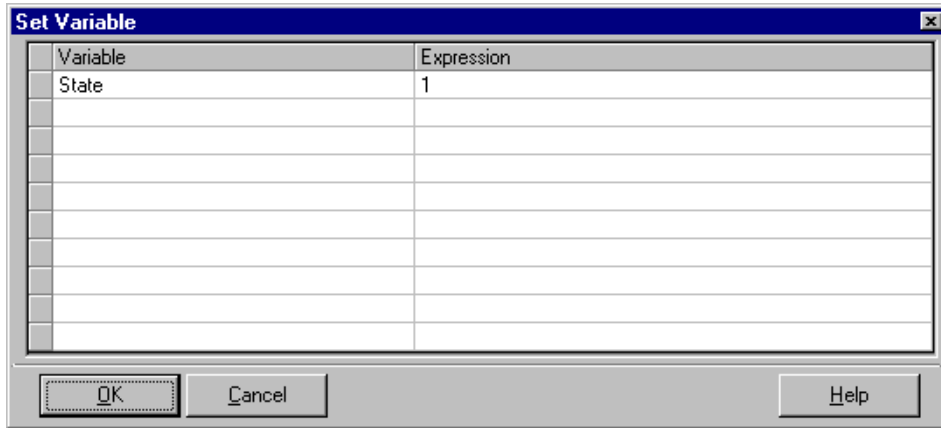 Set Variable
Variable Expression
State 1
OK Cancel Help